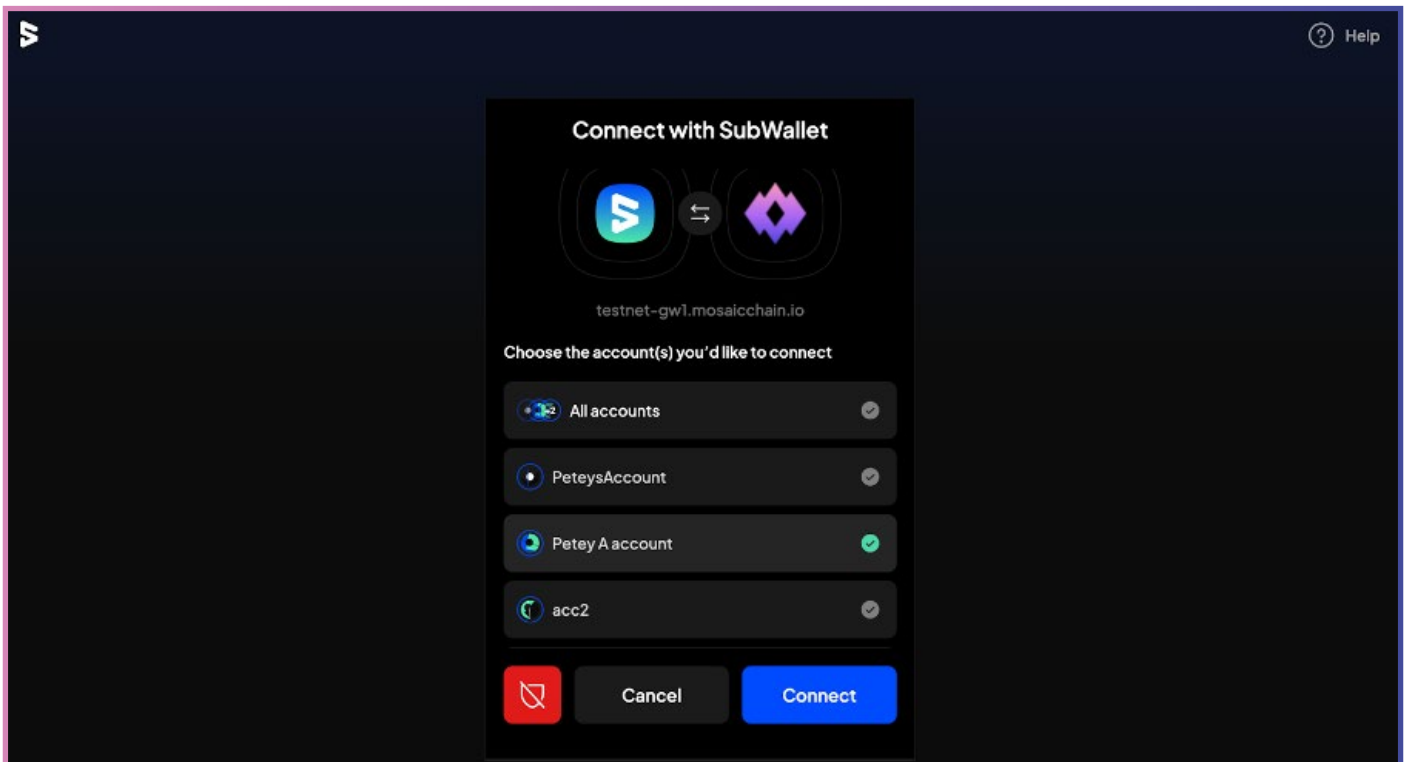 Help
Connect with SubWallet
testnet-gw1.mosaicchain.io
Choose the account(s) you'd like to connect
All accounts
PeteysAccount
Petey A account
acc2
Cancel
Connect